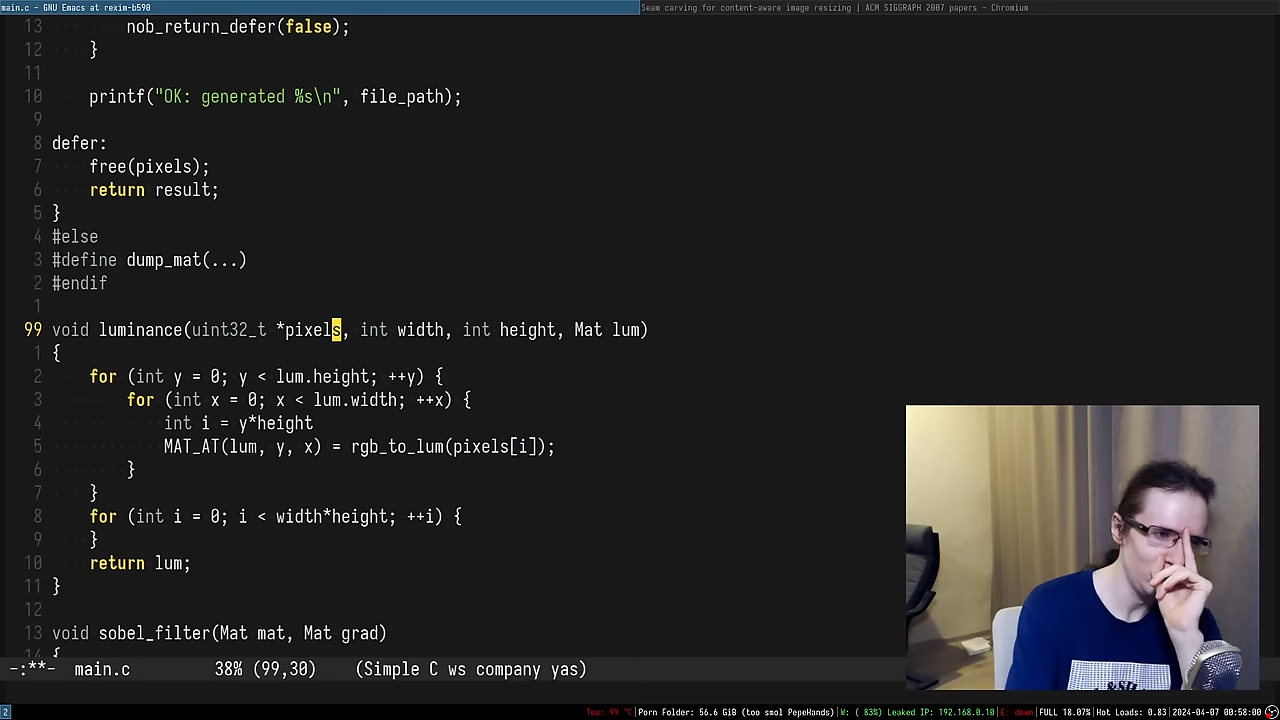 main.c - GNU Emacs at rexim-b590
Seam carving for content-aware image resizing | ACM SIGGRAPH 2007 papers - Chromium
13 nob_return_defer(false);
12 }
11
10 printf("OK: generated %s\n", file_path);
9
8 defer:
7 free(pixels);
6 return result;
5 }
4 #else
3 #define dump_mat(...)
2 #endif
1
99 void luminance(uint32_t *pixels, int width, int height, Mat lum)
1 {
2 for (int y = 0; y < lum.height; ++y) {
3 for (int x = 0; x < lum.width; ++x) {
4 int i = y*height
5 MAT_AT(lum, y, x) = rgb_to_lum(pixels[i]);
6 }
7 }
8 for (int i = 0; i < width*height; ++i) {
9 }
10 return lum;
11 }
12
13 void sobel_filter(Mat mat, Mat grad)
14 {
-:**- main.c 38% (99,30) (Simple C ws company yas)
2 Tea: 99 °C|Porn Folder: 56.6 GiB (too smol PepeHands)|W: ( 83%) Leaked IP: 192.168.0.10|E: down|FULL 18.07%|Hot Loads: 0.83|2024-04-07 00:58:00